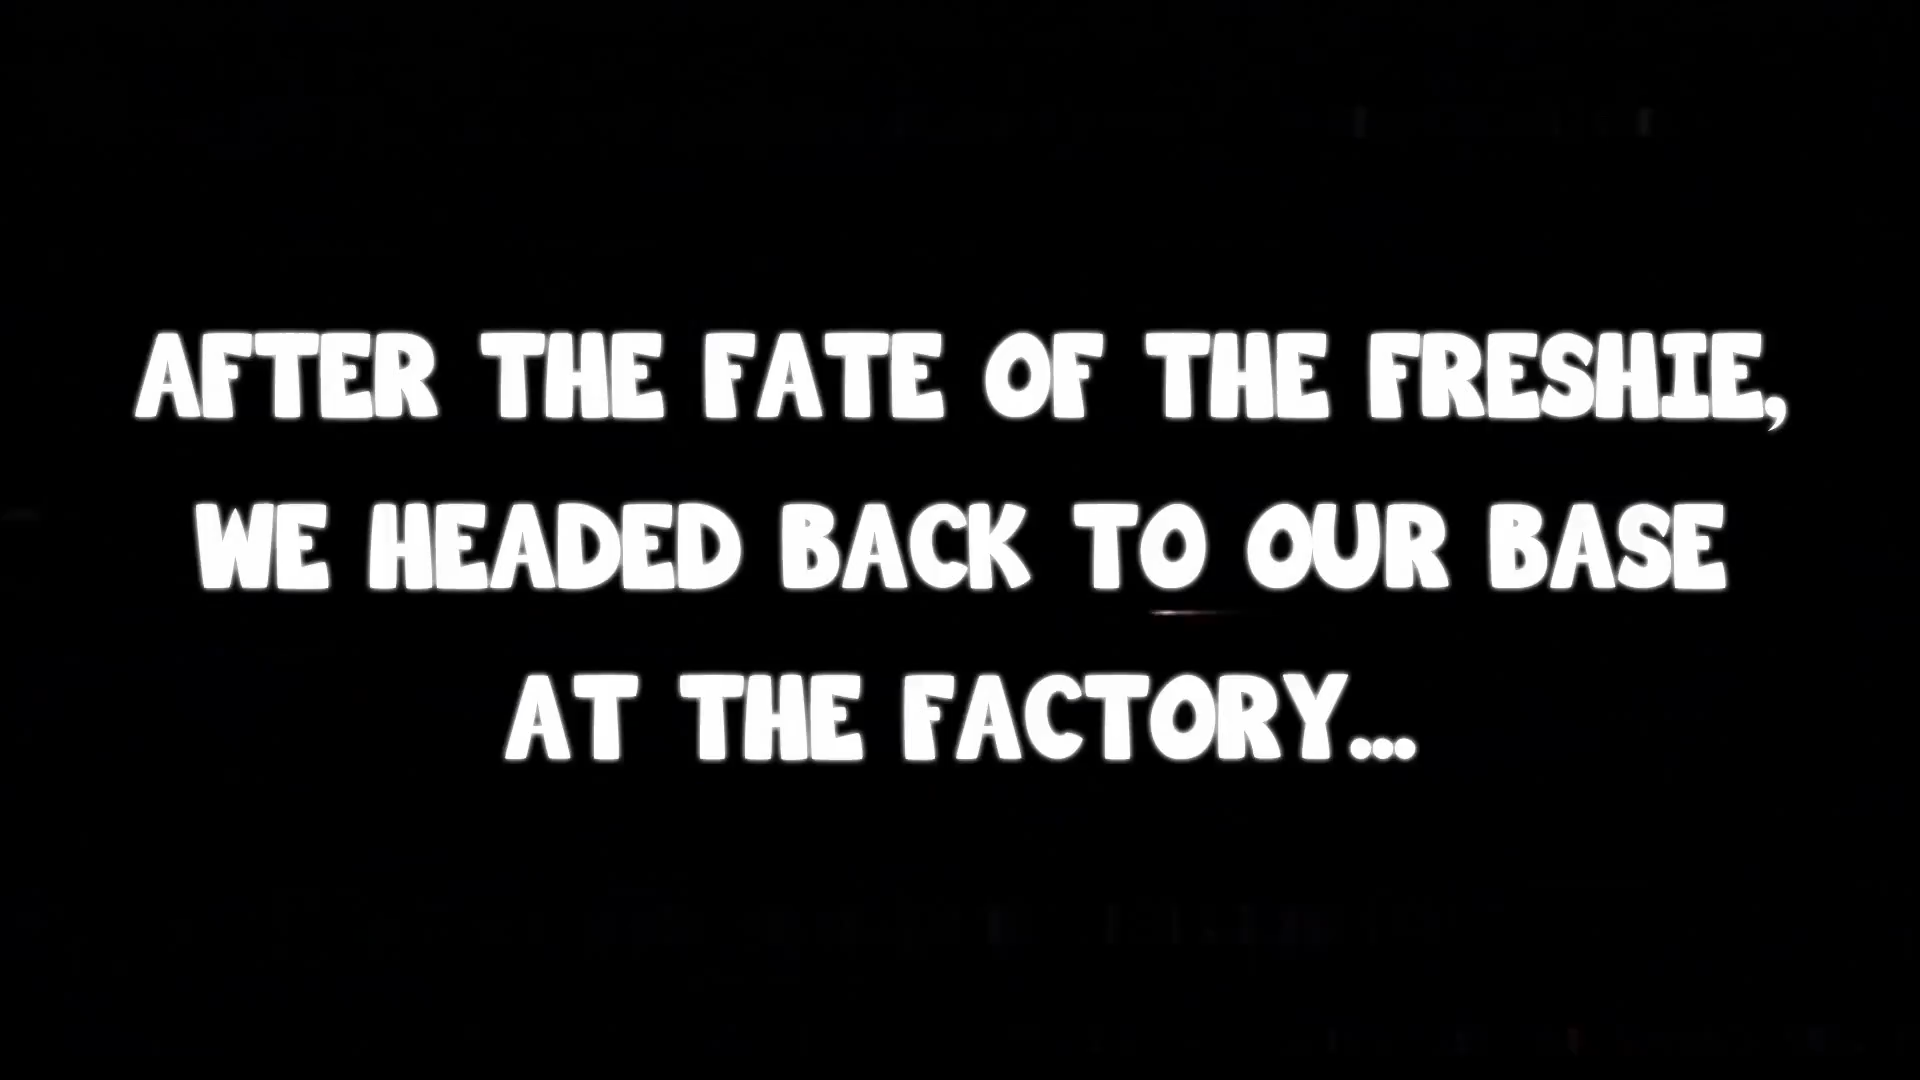 AFTER THE FATE OF THE FRESHIE,
WE HEADED BACK TO OUR BASE
AT THE FACTORY...